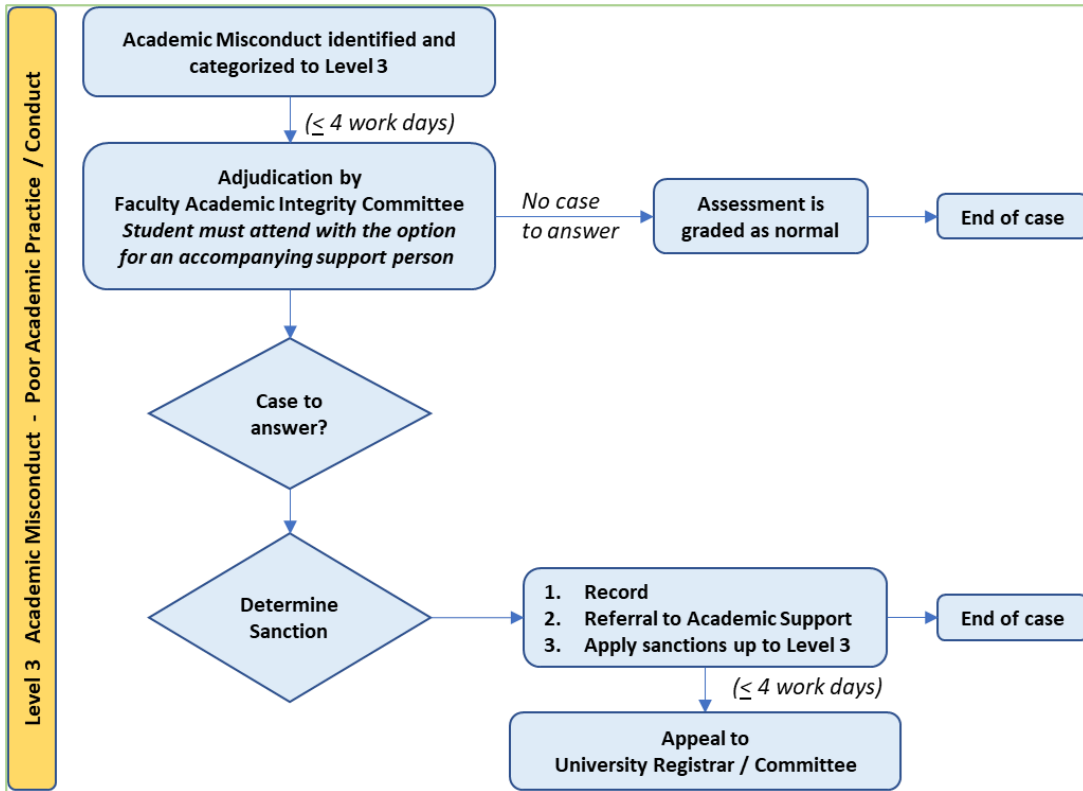 Level 3 Academic Misconduct - Poor Academic Practice / Conduct
Academic Misconduct identified and
categorized to Level 3
(≤ 4 work days)
Adjudication by
Faculty Academic Integrity Committee
Student must attend with the option
for an accompanying support person
No case
to answer
Assessment is
graded as normal
End of case
Case to
answer?
Determine
Sanction
1. Record
2. Referral to Academic Support
3. Apply sanctions up to Level 3
End of case
(≤ 4 work days)
Appeal to
University Registrar / Committee